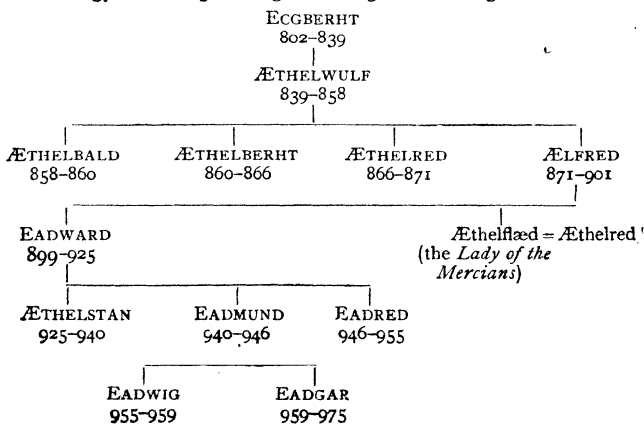 ECGBERHT
802–839
ÆTHELWULF
839–858
ÆTHELBALD ÆTHELBERHT ÆTHELRED ÆLFRED
858–860 860–866 866–871 871–901
EADWARD Æthelflæd = Æthelred
899–925 (the Lady of the
Mercians)
ÆTHELSTAN EADMUND EADRED
925–940 940–946 946–955
EADWIG EADGAR
955–959 959–975